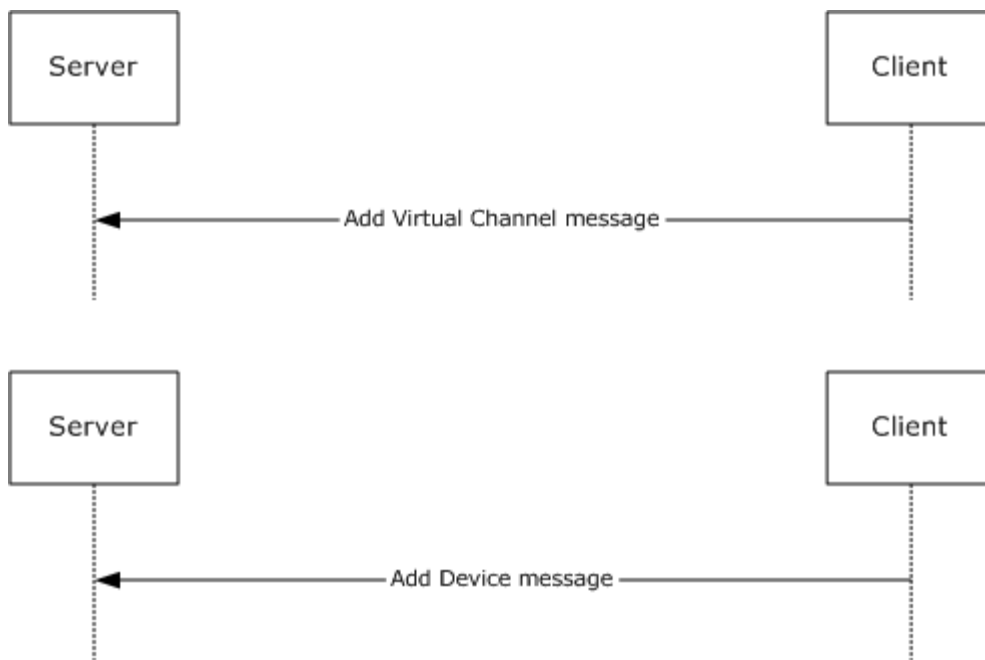 Server
Client
Add Virtual Channel message
Server
Client
Add Device message